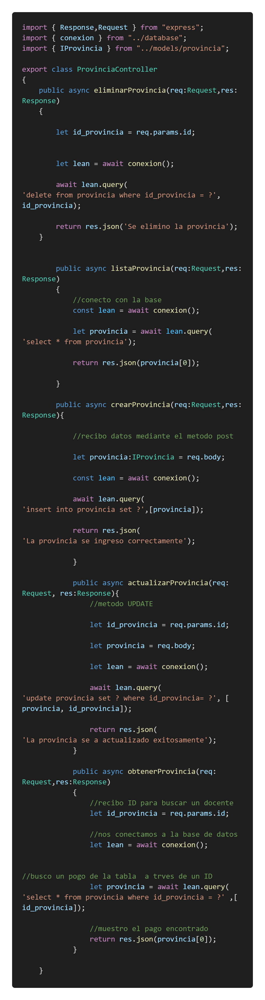 import { Response,Request } from "express";
import { conexion } from "../database";
import { IProvincia } from "../models/provincia";
export class ProvinciaController
{
public async eliminarProvincia(req:Request,res:
Response)
{
let id_provincia = req.params.id;
let lean = await conexion();
await lean.query(
'delete from provincia where id_provincia = ?',
id_provincia);
return res.json('Se elimino la provincia');
}
public async listaProvincia(req:Request,res:
Response)
{
//conecto con la base
const lean = await conexion();
let provincia = await lean.query(
'select * from provincia');
return res.json(provincia[0]);
}
public async crearProvincia(req:Request,res:
Response){
//recibo datos mediante el metodo post
let provincia:IProvincia = req.body;
const lean = await conexion();
await lean.query(
'insert into provincia set ?',[provincia]);
return res.json(
'La provincia se ingreso correctamente');
}
public async actualizarProvincia(req:
Request, res:Response){
//metodo UPDATE
let id_provincia = req.params.id;
let provincia = req.body;
let lean = await conexion();
await lean.query(
'update provincia set ? where id_provincia= ?', [
provincia, id_provincia]);
return res.json(
'La provincia se a actualizado exitosamente');
}
public async obtenerProvincia(req:
Request,res:Response)
{
//recibo ID para buscar un docente
let id_provincia = req.params.id;
//nos conectamos a la base de datos
let lean = await conexion();
//busco un pogo de la tabla  a trves de un ID
let provincia = await lean.query(
'select * from provincia where id_provincia = ?' ,[
id_provincia]);
//muestro el pago encontrado
return res.json(provincia[0]);
}
}